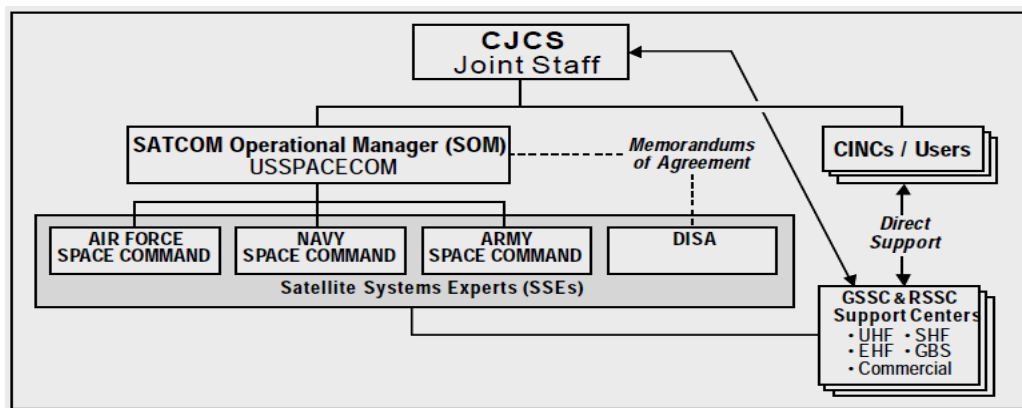 CJCS
Joint Staff
SATCOM Operational Manager (SOM)
USSPACECOM
Memorandums
of Agreement
CINCs / Users
AIR FORCE
SPACE COMMAND
NAVY
SPACE COMMAND
ARMY
SPACE COMMAND
DISA
Satellite Systems Experts (SSEs)
Direct
Support
GSSC & RSSC
Support Centers
· UHF · SHF
· EHF · GBS
· Commercial